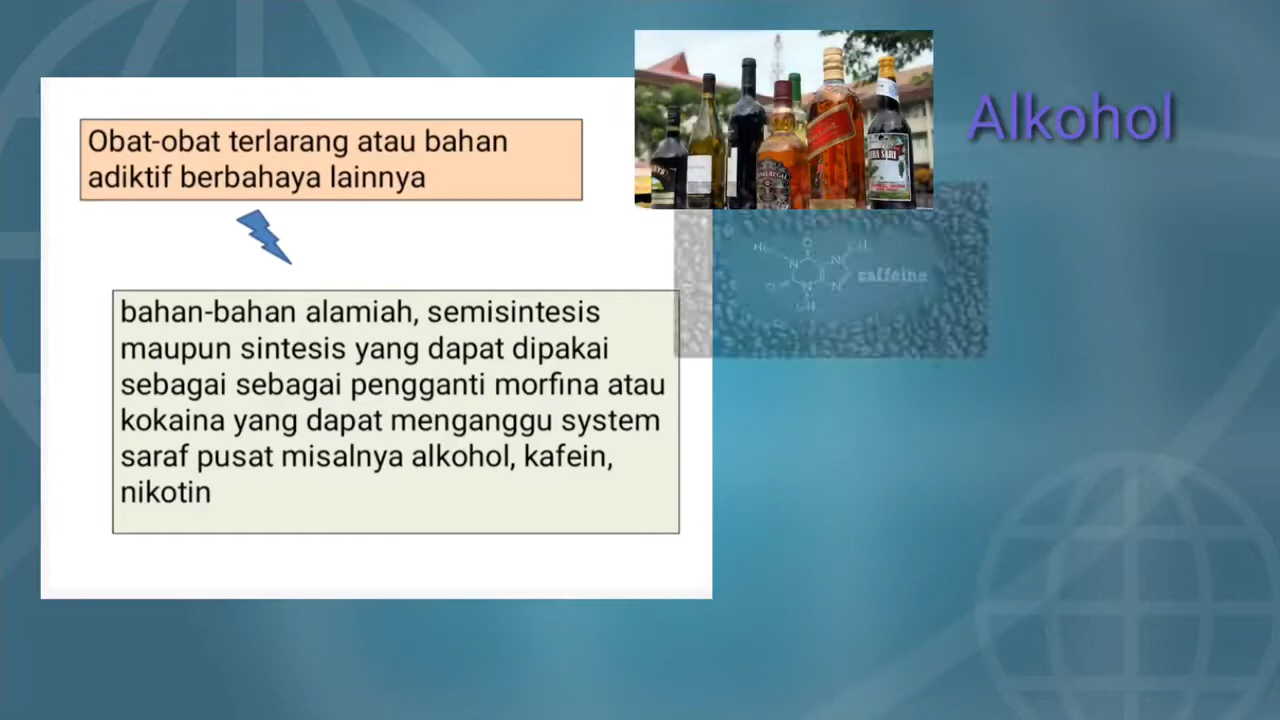 Obat-obat terlarang atau bahan
adiktif berbahaya lainnya
bahan-bahan alamiah, semisintesis
maupun sintesis yang dapat dipakai
sebagai sebagai pengganti morfina atau
kokaina yang dapat menganggu system
saraf pusat misalnya alkohol, kafein,
nikotin
Alkohol
caffeine